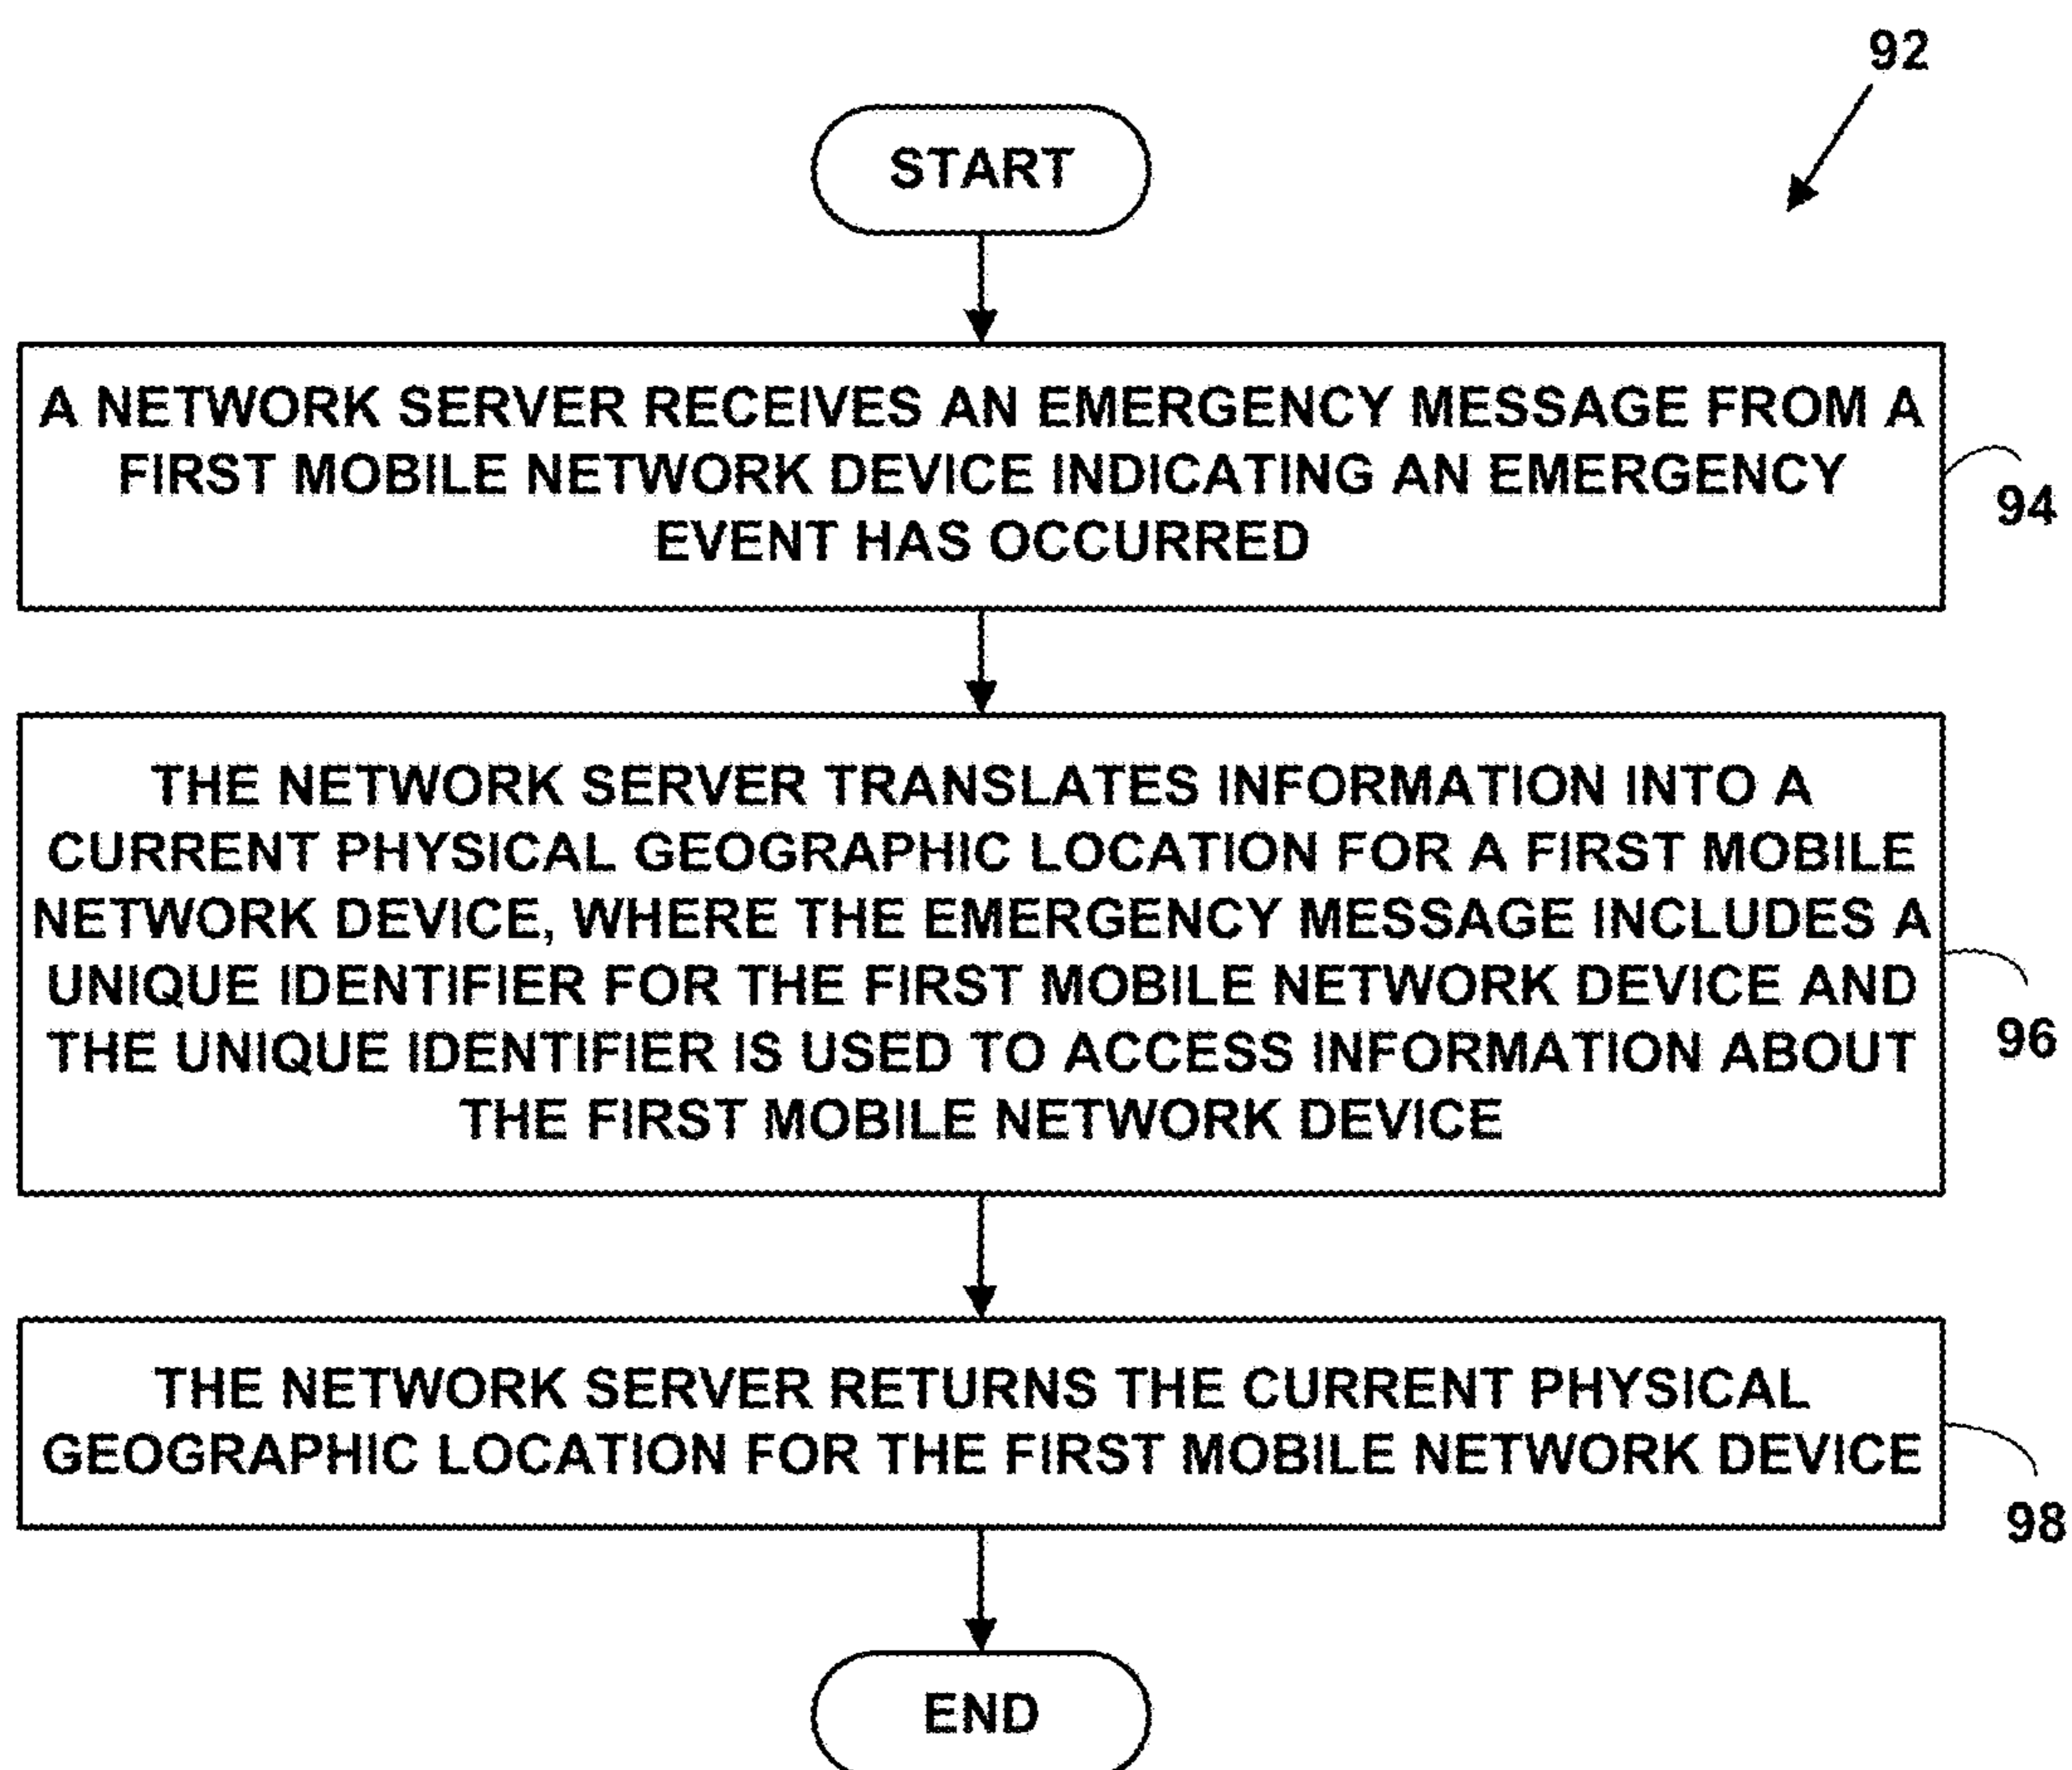 92
START
A NETWORK SERVER RECEIVES AN EMERGENCY MESSAGE FROM A
FIRST MOBILE NETWORK DEVICE INDICATING AN EMERGENCY
EVENT HAS OCCURRED
94
THE NETWORK SERVER TRANSLATES INFORMATION INTO A
CURRENT PHYSICAL GEOGRAPHIC LOCATION FOR A FIRST MOBILE
NETWORK DEVICE, WHERE THE EMERGENCY MESSAGE INCLUDES A
UNIQUE IDENTIFIER FOR THE FIRST MOBILE NETWORK DEVICE AND
THE UNIQUE IDENTIFIER IS USED TO ACCESS INFORMATION ABOUT
THE FIRST MOBILE NETWORK DEVICE
96
THE NETWORK SERVER RETURNS THE CURRENT PHYSICAL
GEOGRAPHIC LOCATION FOR THE FIRST MOBILE NETWORK DEVICE
98
END